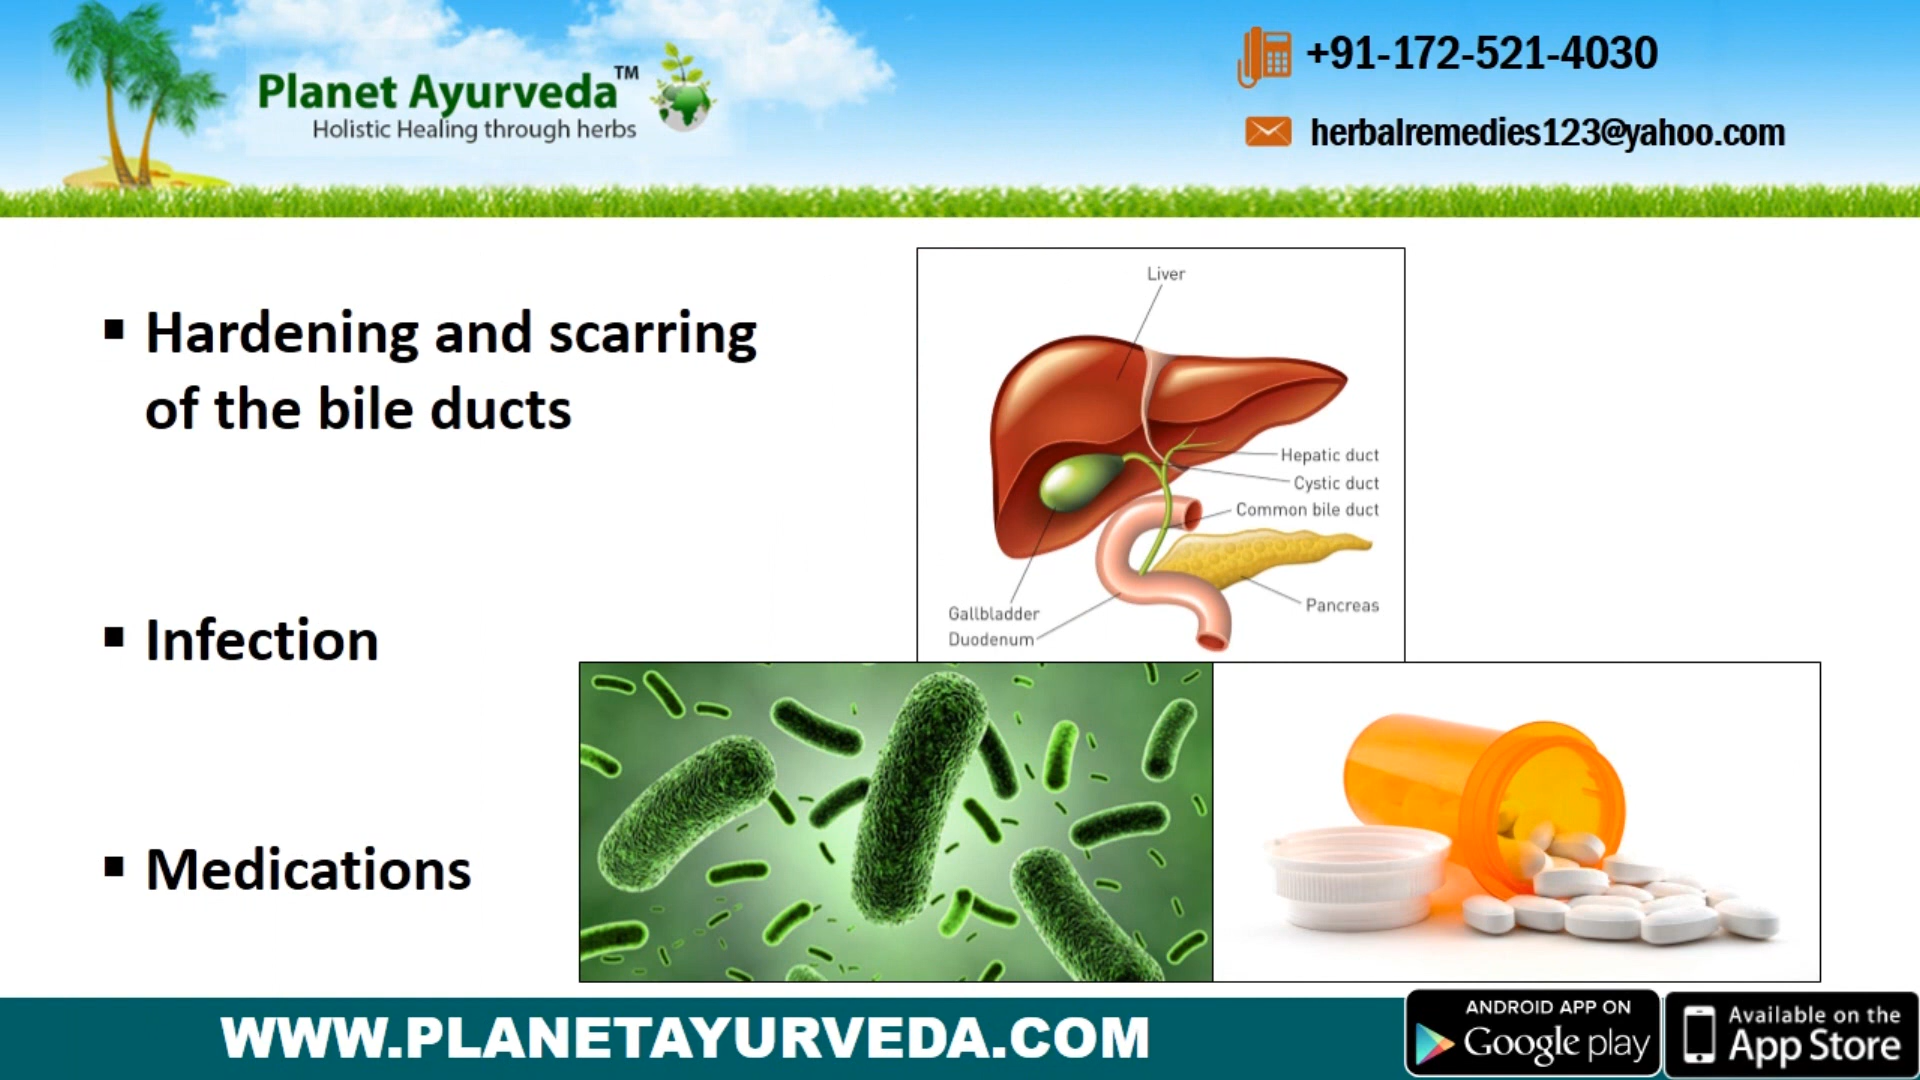 Planet Ayurveda™
Holistic Healing through herbs
+91-172-521-4030
herbalremedies123@yahoo.com
▪ Hardening and scarring
of the bile ducts
▪ Infection
▪ Medications
Liver
Hepatic duct
Cystic duct
Common bile duct
Pancreas
Gallbladder
Duodenum
WWW.PLANETAYURVEDA.COM
ANDROID APP ON
Google play
Available on the
App Store